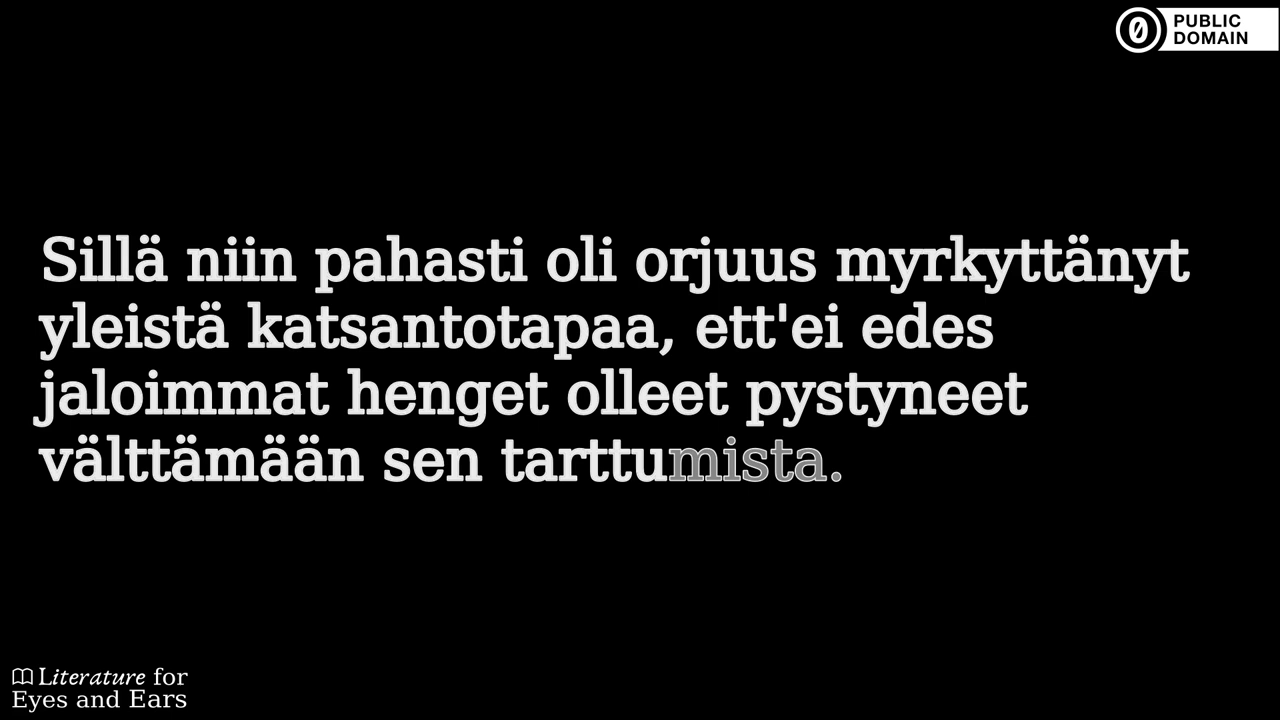 PUBLIC
DOMAIN
Sillä niin pahasti oli orjuus myrkyttänyt
yleistä katsantotapaa, ett'ei edes
jaloimmat henget olleet pystyneet
välttämään sen tarttumista.
Literature for
Eyes and Ears